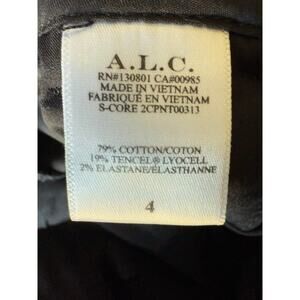 A.L.C.
RN#130801 CA#00985
MADE IN VIETNAM
FABRIQUÉ EN VIETNAM
S-CORE 2CPNT00313
79% COTTON/COTON
19% TENCEL® LYOCELL
2% ELASTANE/ÉLASTHANNE
4